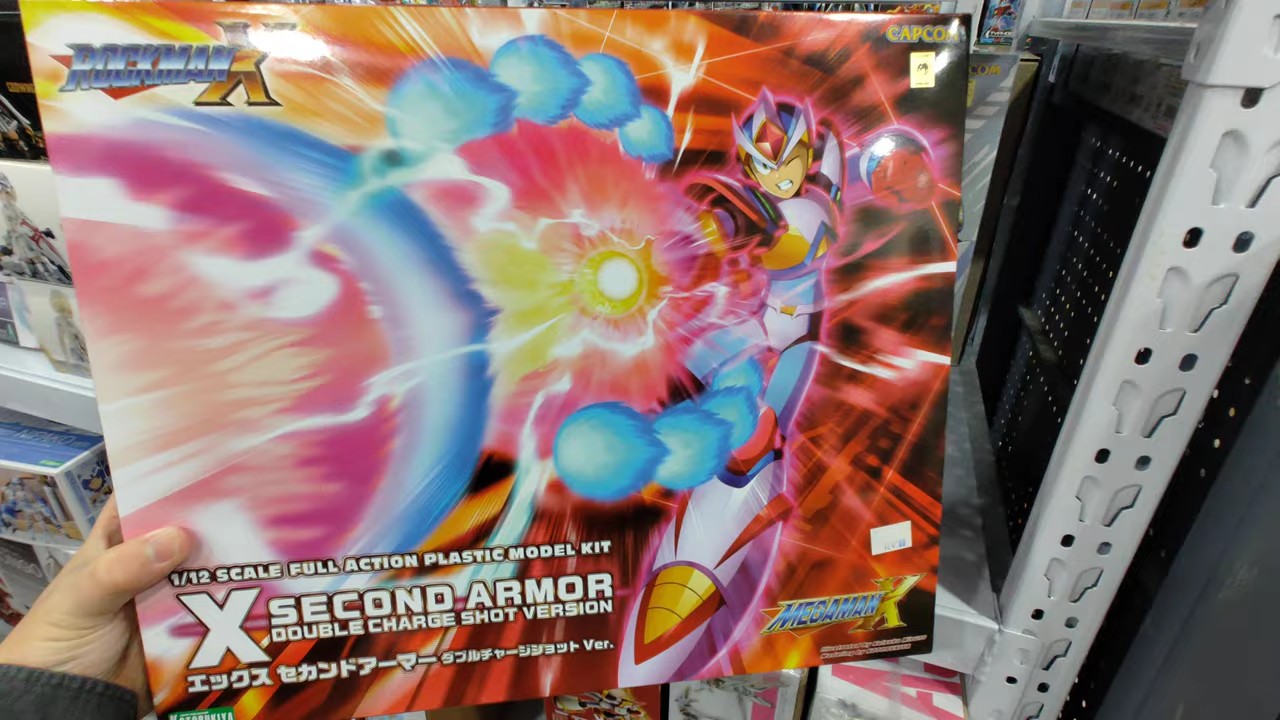 ROCKMAN X
CAPCOM
1/12 SCALE FULL ACTION PLASTIC MODEL KIT
X SECOND ARMOR
DOUBLE CHARGE SHOT VERSION
エックス セカンドアーマー ダブルチャージショット Ver.
MEGAMAN X
KOTOBUKIYA